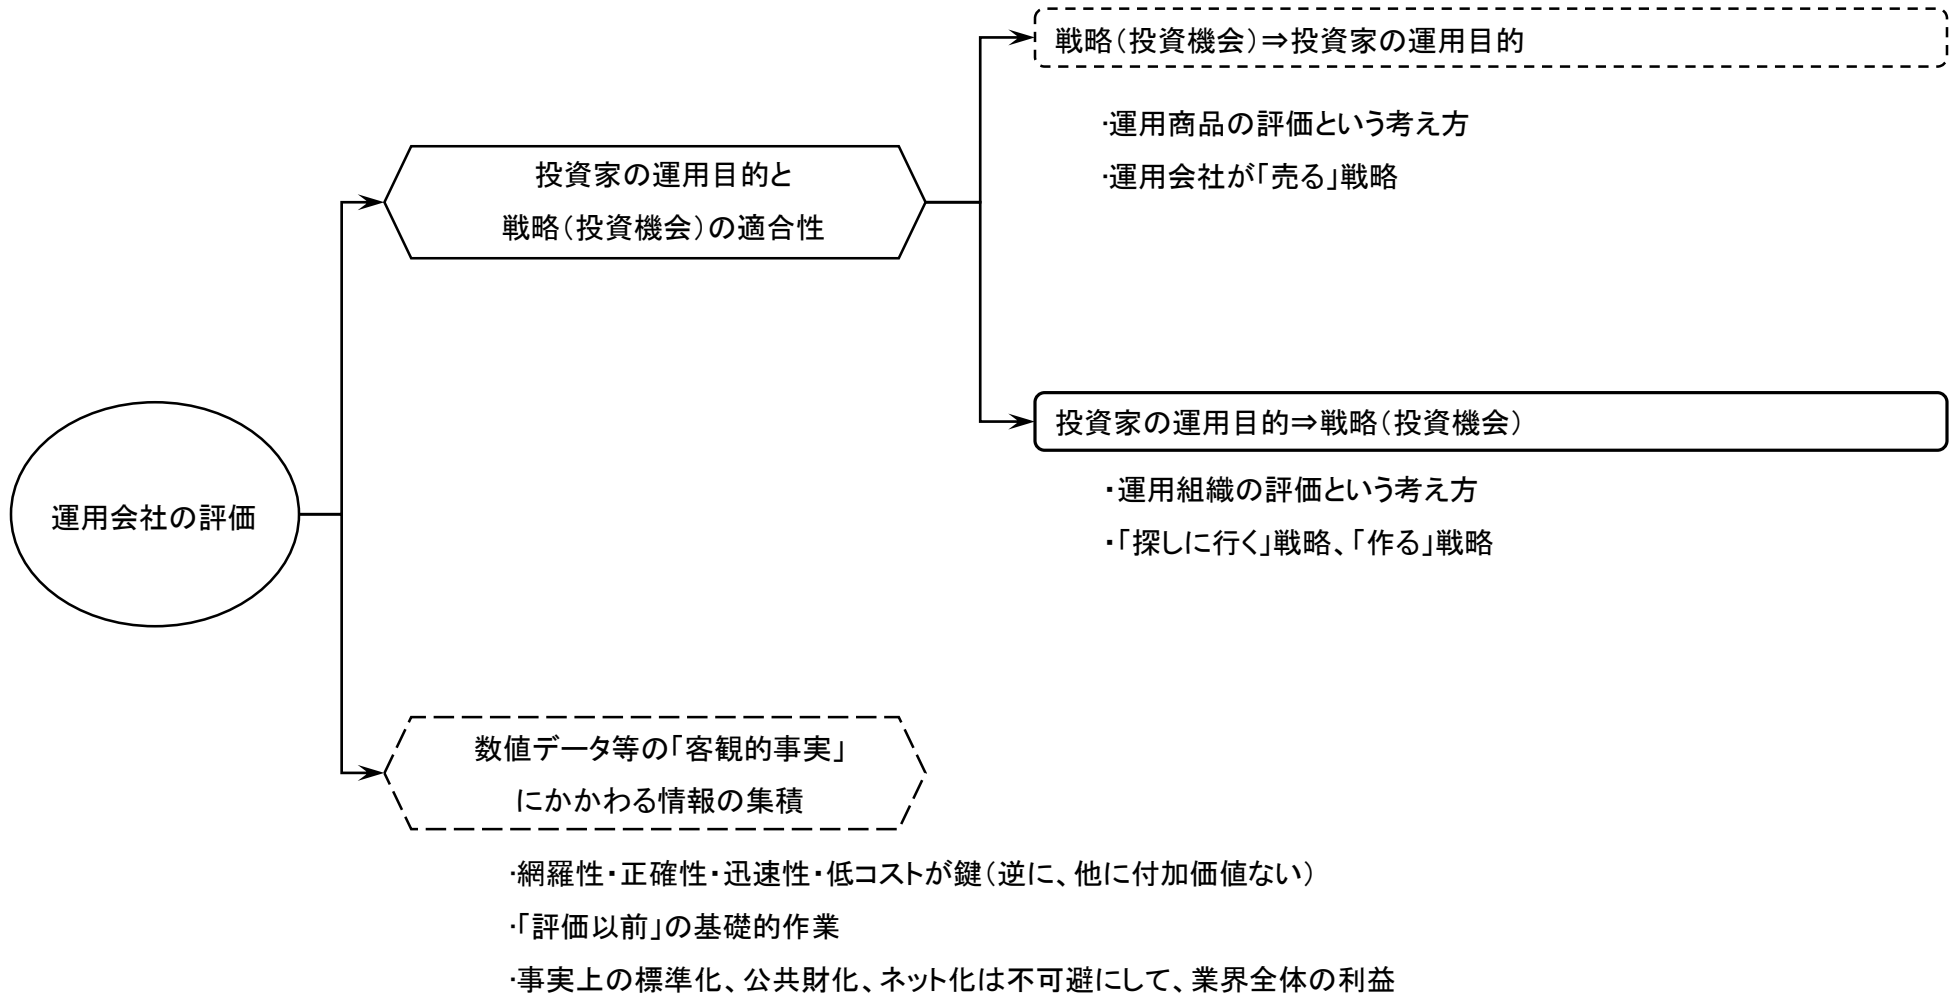 戦略（投資機会）⇒投資家の運用目的
・運用商品の評価という考え方
・運用会社が「売る」戦略
投資家の運用目的と
戦略（投資機会）の適合性
投資家の運用目的⇒戦略（投資機会）
・運用組織の評価という考え方
・「探しに行く」戦略、「作る」戦略
運用会社の評価
数値データ等の「客観的事実」
にかかわる情報の集積
・網羅性・正確性・迅速性・低コストが鍵（逆に、他に付加価値ない）
・「評価以前」の基礎的作業
・事実上の標準化、公共財化、ネット化は不可避にして、業界全体の利益